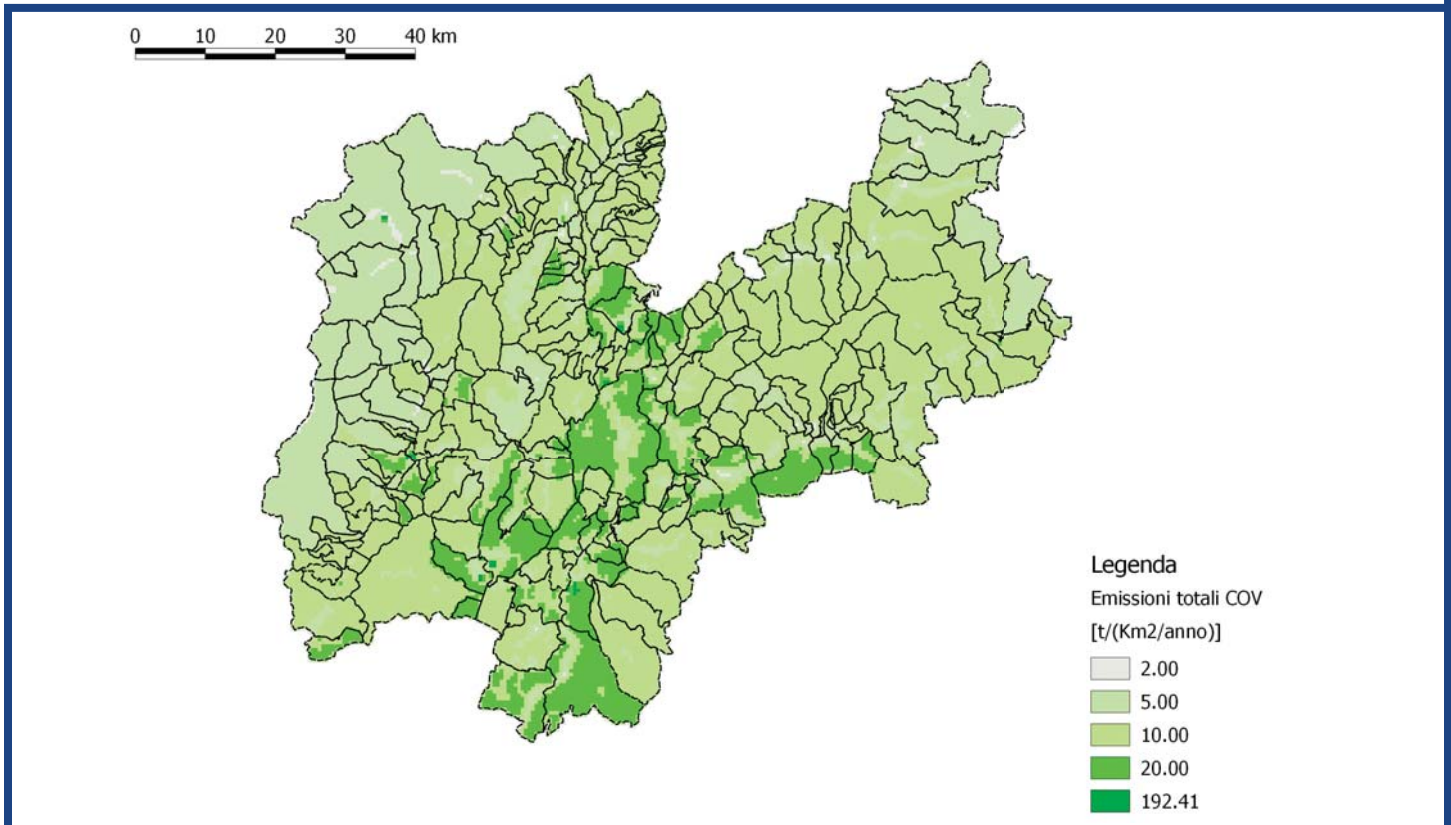 0 10 20 30 40 km
Legenda
Emissioni totali COV
[t/(Km2/anno)]
2.00
5.00
10.00
20.00
192.41